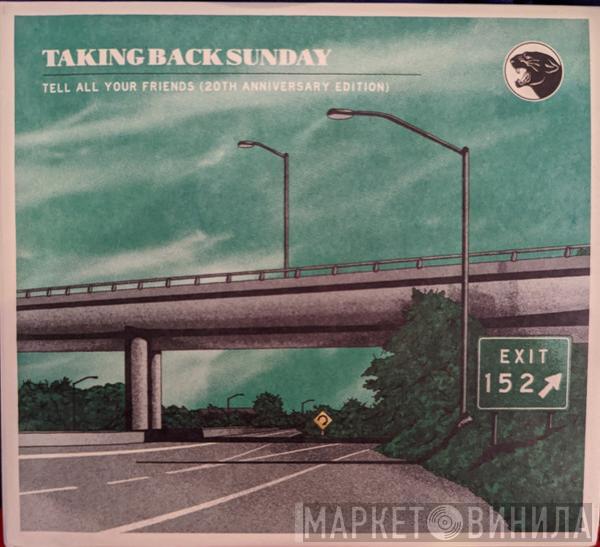 TAKING BACK SUNDAY
TELL ALL YOUR FRIENDS (20TH ANNIVERSARY EDITION)
EXIT
152
МАРКЕТ ВИНИЛА